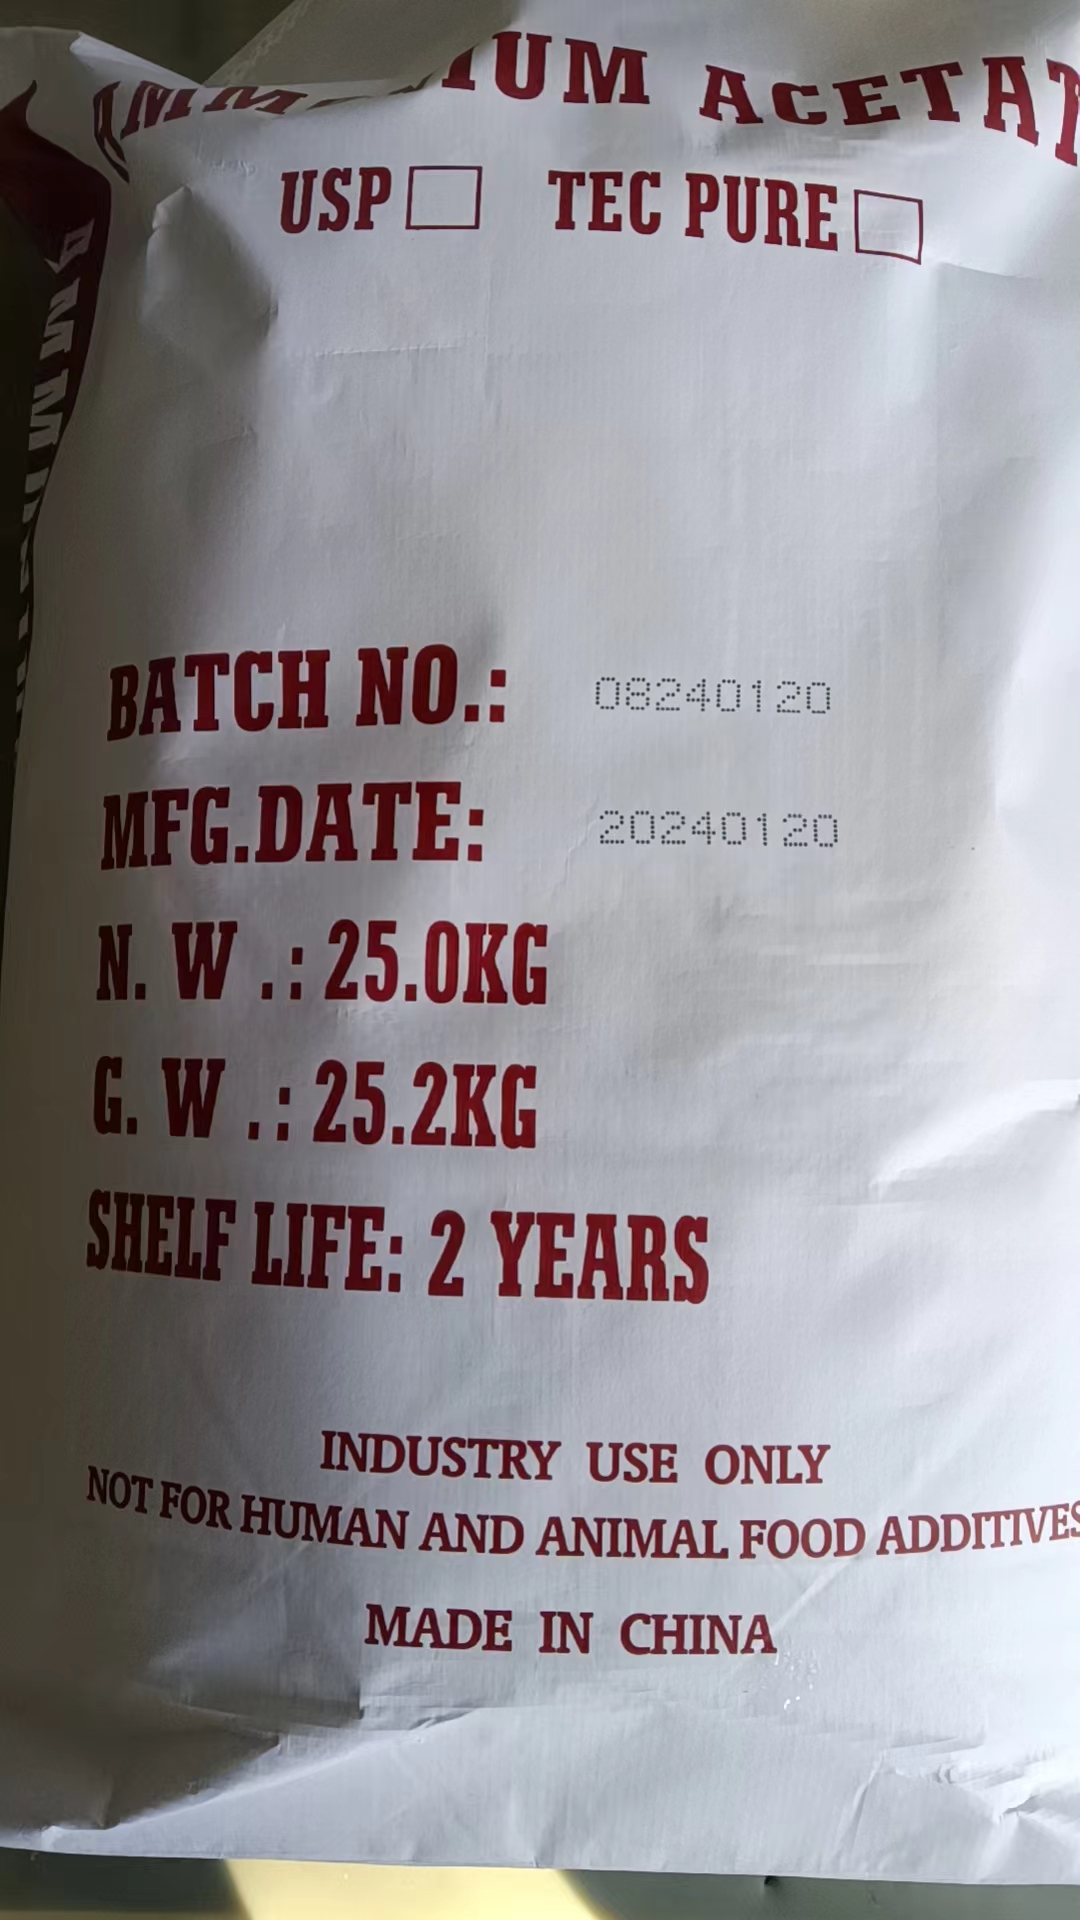 ACETAT
USP TEC PURE
BATCH NO.: 08240120
MFG.DATE: 20240120
N. W .: 25.0KG
G. W .: 25.2KG
SHELF LIFE: 2 YEARS
INDUSTRY USE ONLY
NOT FOR HUMAN AND ANIMAL FOOD ADDITIVES
MADE IN CHINA